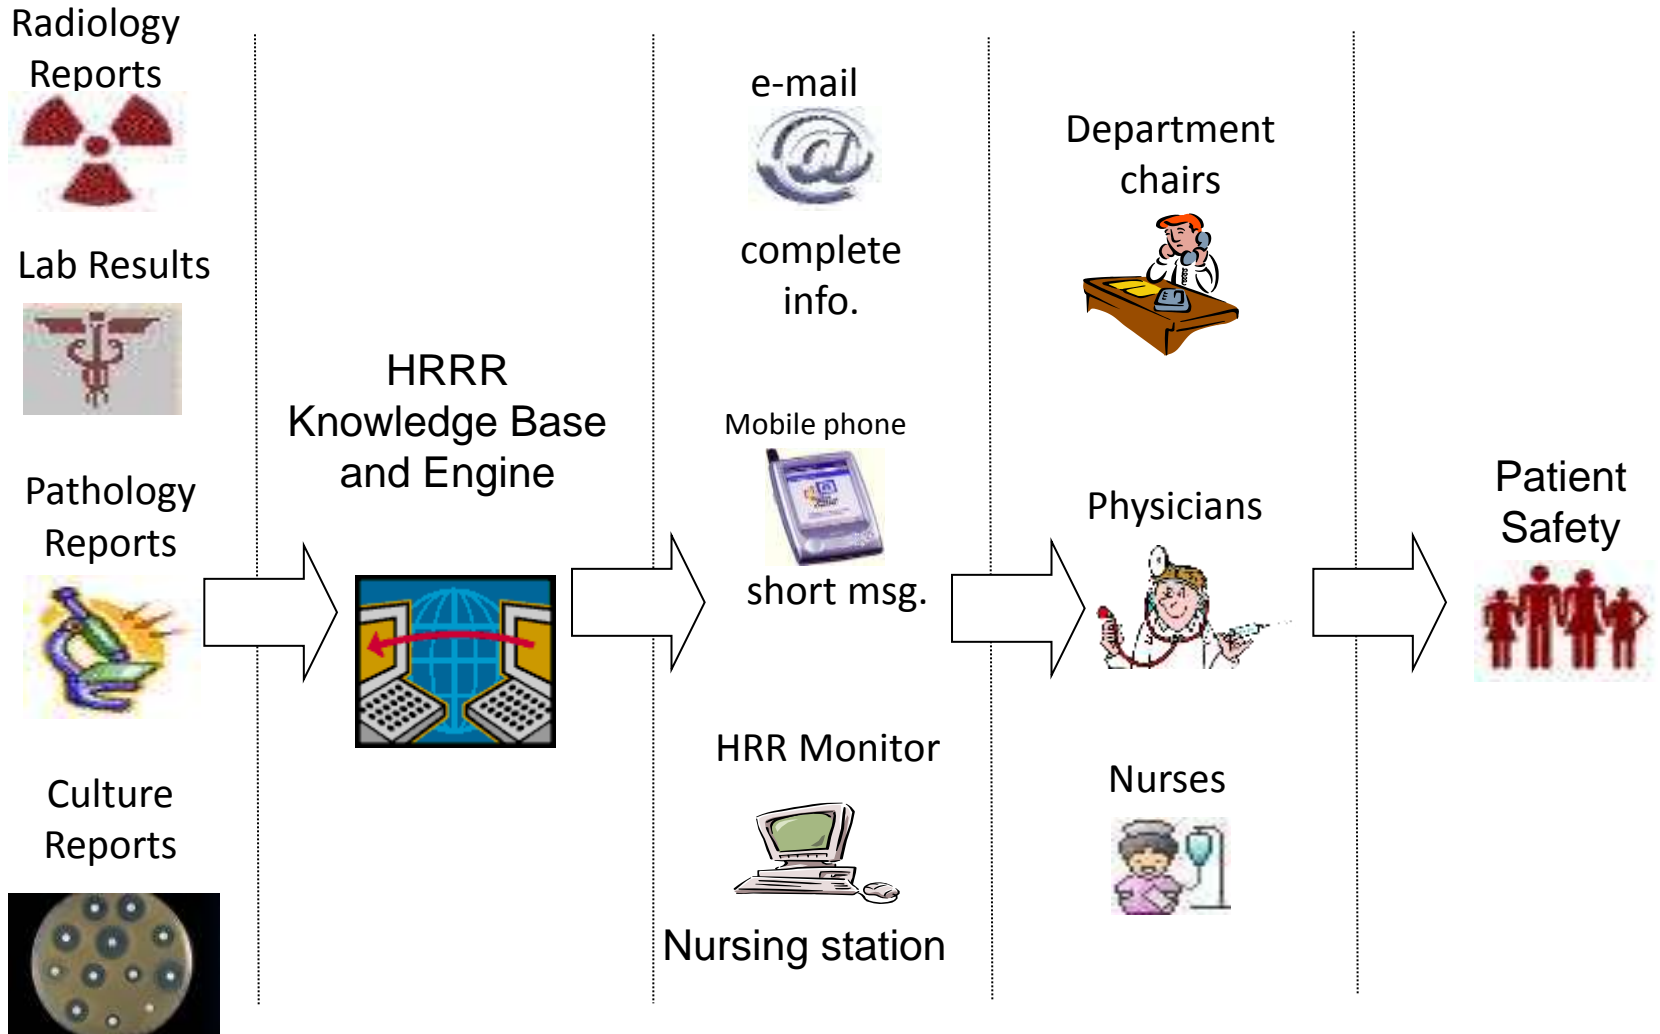 Radiology
Reports
Lab Results
Pathology
Reports
Culture
Reports
HRRR
Knowledge Base
and Engine
e-mail
complete
info.
Mobile phone
short msg.
HRR Monitor
Nursing station
Department
chairs
Physicians
Nurses
Patient
Safety